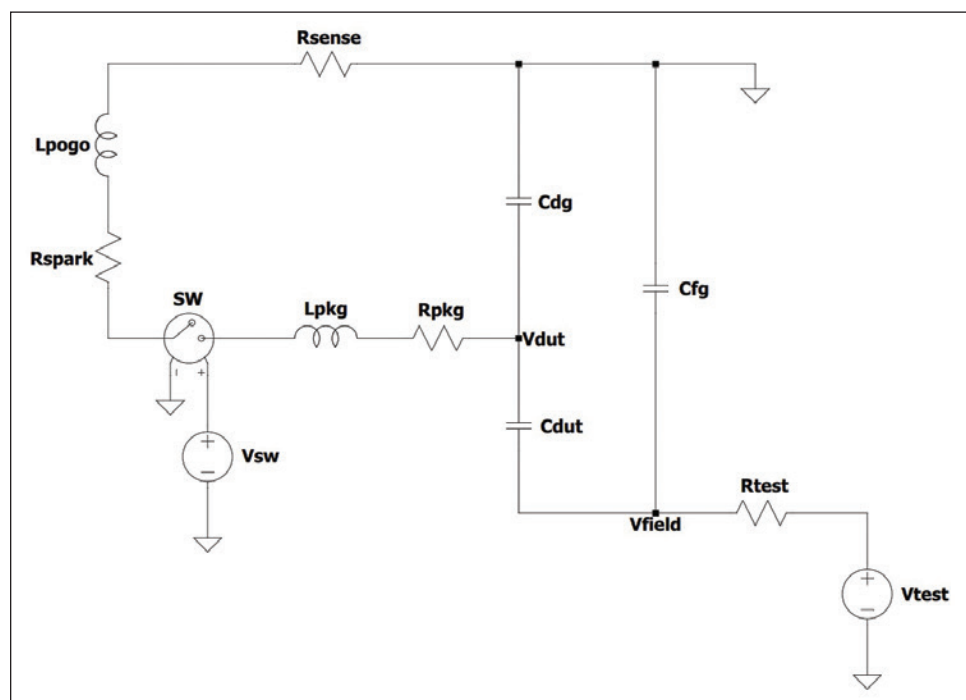 Rsense
Lpogo
Cdg
Rspark
SW
Lpkg
Rpkg
Cfg
Vdut
- +
Cdut
+
Vsw
-
Rtest
Vfield
+
Vtest
-